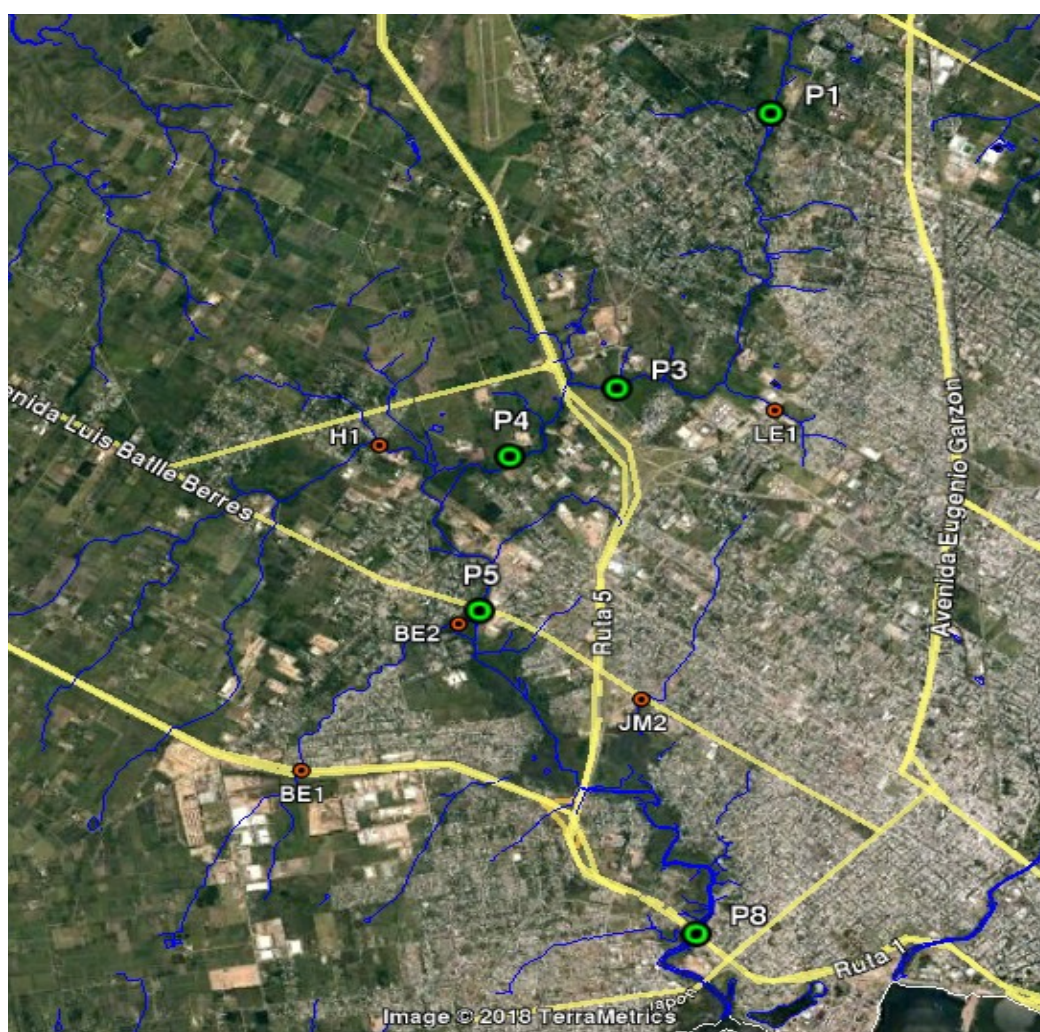 P1
P3
LE1
P4
H1
enida Luis Batlle Berres
Avenida Eugenio Garzon
P5
BE2
Ruta 5
JM2
BE1
P8
Ruta 1
Image © 2018 TerraMetrics